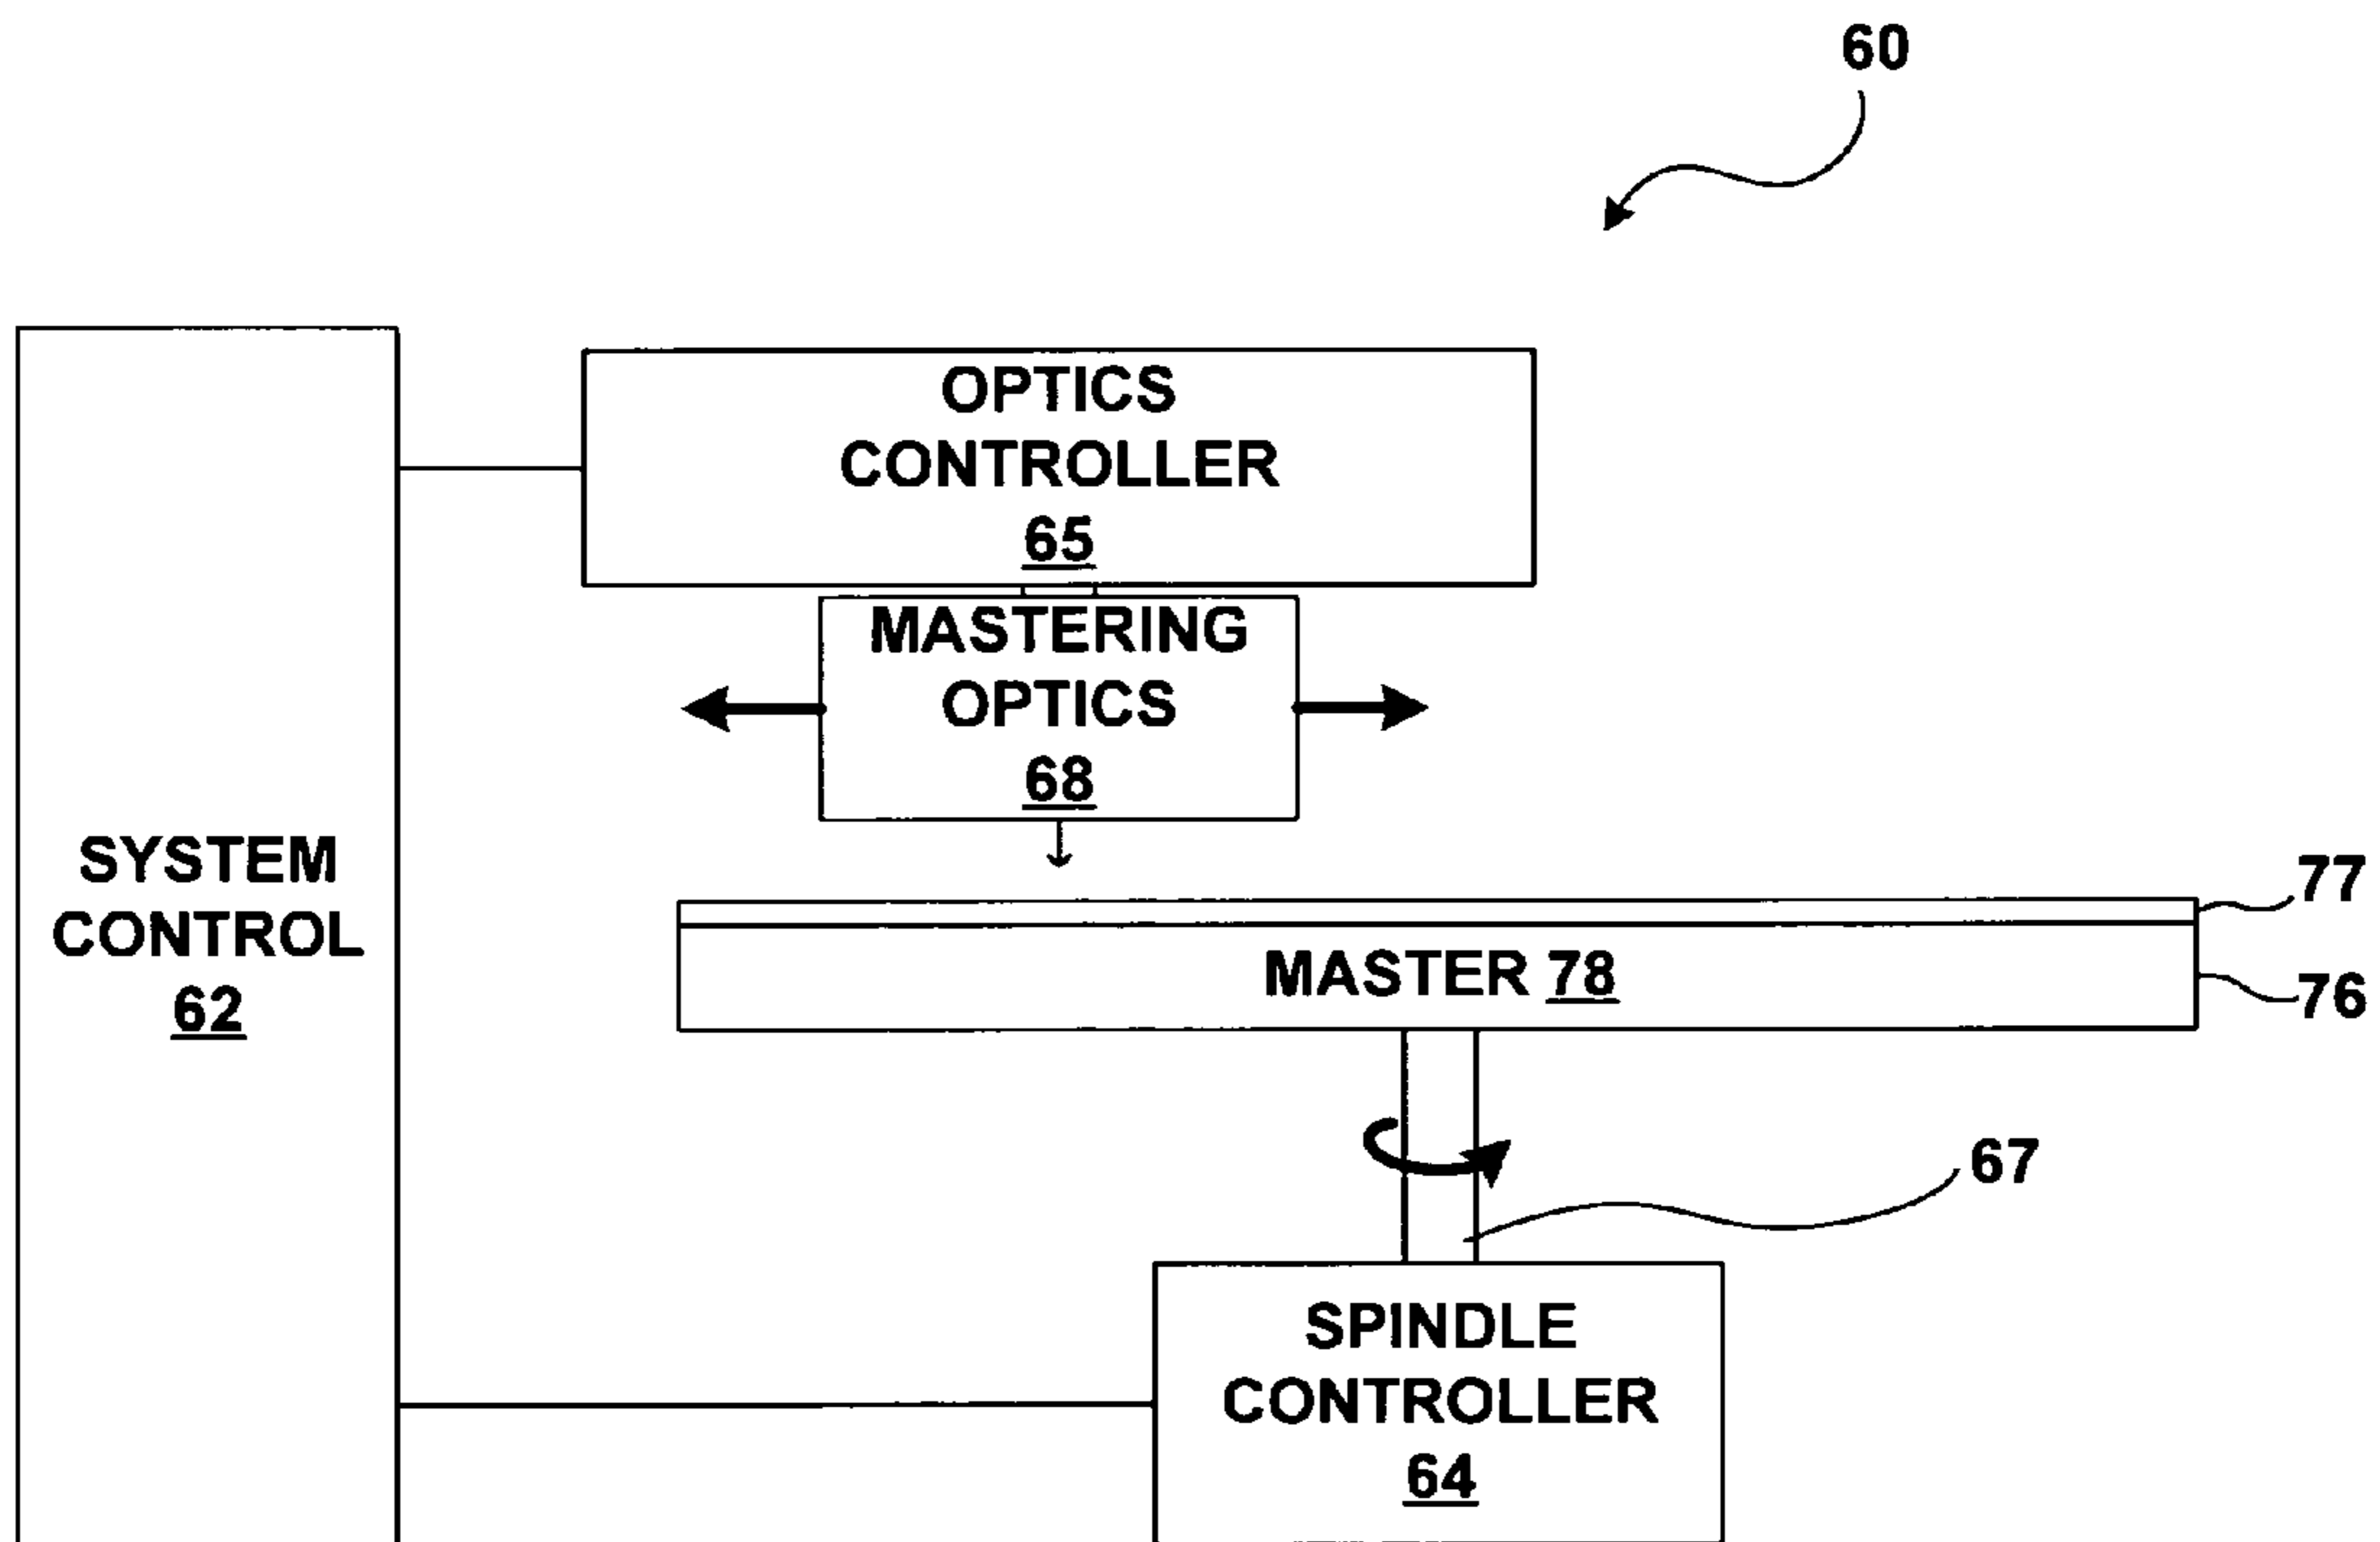 60
OPTICS
CONTROLLER
65
MASTERING
OPTICS
68
SYSTEM
CONTROL
62
77
MASTER 78
76
67
SPINDLE
CONTROLLER
64